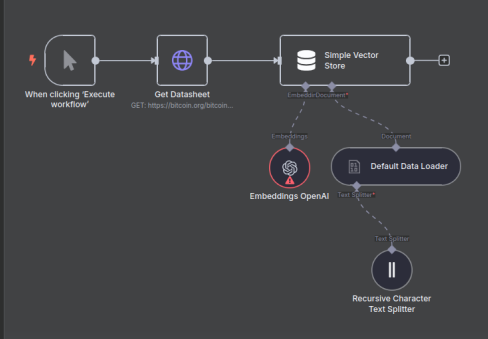 Simple Vector
Store
When clicking 'Execute
workflow'
Get Datasheet
GET: https://bitcoin.org/bitcoin...
Document*
Embeddings
Document
Default Data Loader
Embeddings OpenAI
Text Splitter*
Text Splitter
Recursive Character
Text Splitter